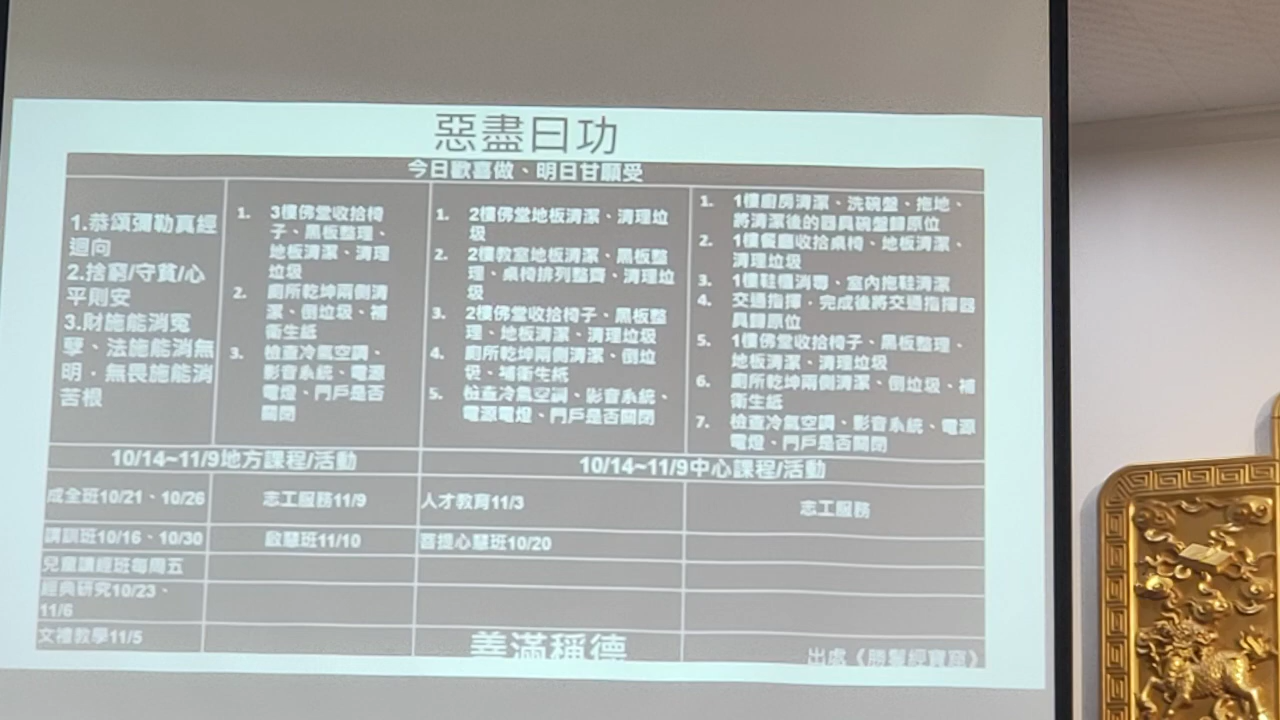 惡盡曰功
今日歡喜做、明日甘願受
1.恭頌彌勒真經
迴向
2.捨窮/守貧/心
平則安
3.財施能消冤
孽、法施能消無
明，無畏施能消
苦根
1. 3樓佛堂收拾椅
子、黑板整理、
地板清潔、清理
垃圾
2. 廁所乾坤兩側清
潔、倒垃圾、補
衛生紙
3. 檢查冷氣空調、
影音系統、電源
電燈、門戶是否
關閉
1. 2樓佛堂地板清潔、清理垃
圾
2. 2樓教室地板清潔、黑板整
理、桌椅排列整齊、清理垃
圾
3. 2樓佛堂收拾椅子、黑板整
理、地板清潔、清理垃圾
4. 廁所乾坤兩側清潔、倒垃
圾、補衛生紙
5. 檢查冷氣空調、影音系統、
電源電燈、門戶是否關閉
1. 1樓廚房清潔、洗碗盤、拖地、
將清潔後的器具碗盤歸原位
2. 1樓餐廳收拾桌椅、地板清潔、
清理垃圾
3. 1樓鞋櫃消毒、室內拖鞋清潔
4. 交通指揮，完成後將交通指揮器
具歸原位
5. 1樓佛堂收拾椅子、黑板整理、
地板清潔、清理垃圾
6. 廁所乾坤兩側清潔、倒垃圾、補
衛生紙
7. 檢查冷氣空調、影音系統、電源
電燈、門戶是否關閉
10/14~11/9地方課程/活動
10/14~11/9中心課程/活動
成全班10/21、10/26
志工服務11/9
人才教育11/3
志工服務
講訓班10/16、10/30
啟慧班11/10
菩提心慧班10/20
兒童讀經班每周五
經典研究10/23、
11/6
文禮教學11/5
善滿稱德
出處《勝鬘經寶窟》